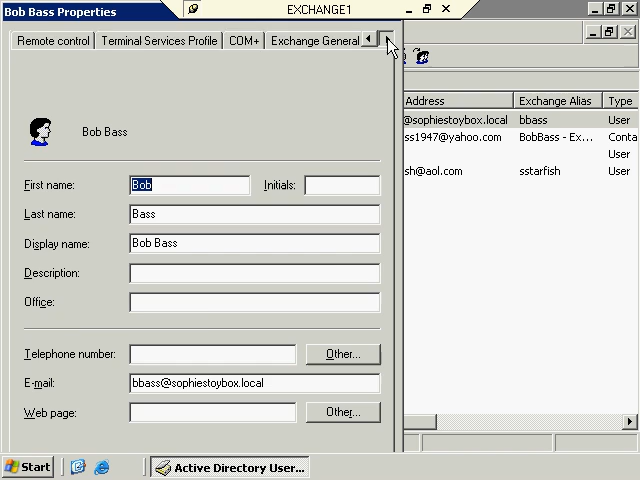 Bob Bass Properties
EXCHANGE1
Remote control
Terminal Services Profile
COM+
Exchange General
Bob Bass
First name:
Bob
Initials:
Last name:
Bass
Display name:
Bob Bass
Description:
Office:
Telephone number:
Other...
E-mail:
bbass@sophiestoybox.local
Web page:
Other...
Address
Exchange Alias
Type
@sophiestoybox.local
bbass
User
ss1947@yahoo.com
BobBass - Ex...
Conta
User
sh@aol.com
sstarfish
User
Start
Active Directory User...